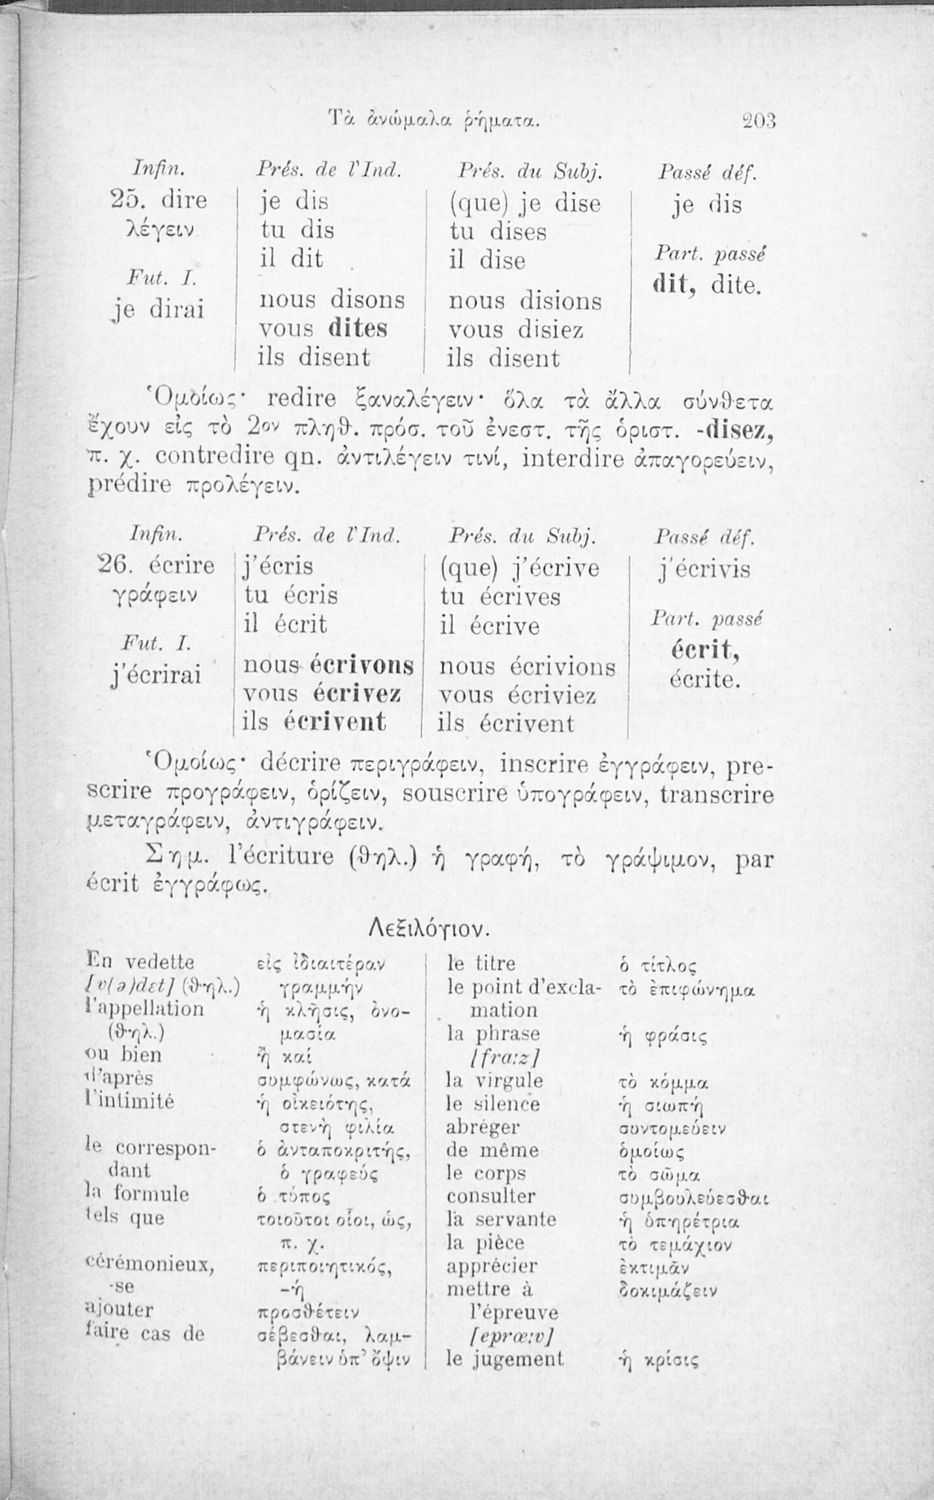 Τὰ ἀνώμαλα ῥήματα. 203
Infin. Prés. de l'Ind. Prés. du Subj. Passé déf.
25. dire je dis (que) je dise je dis
λέγειν tu dis tu dises
il dit il dise Part. passé
Fut. I. dit, dite.
je dirai nous disons nous disions
vous dites vous disiez
ils disent ils disent
Ὁμοίως· redire ξαναλέγειν· ὅλα τὰ ἄλλα σύνθετα
ἔχουν εἰς τὸ 2ον πληθ. πρόσ. τοῦ ἐνεστ. τῆς ὁριστ. -disez,
π. χ. contredire qn. ἀντιλέγειν τινί, interdire ἀπαγορεύειν,
prédire προλέγειν.
Infin. Prés. de l'Ind. Prés. du Subj. Passé déf.
26. écrire j'écris (que) j'écrive j'écrivis
γράφειν tu écris tu écrives
il écrit il écrive Part. passé
Fut. I. écrit,
j'écrirai nous écrivons nous écrivions écrite.
vous écrivez vous écriviez
ils écrivent ils écrivent
Ὁμοίως· décrire περιγράφειν, inscrire ἐγγράφειν, pre-
scrire προγράφειν, ὁρίζειν, souscrire ὑπογράφειν, transcrire
μεταγράφειν, ἀντιγράφειν.
Σημ. l'écriture (θηλ.) ἡ γραφή, τὸ γράψιμον, par
écrit ἐγγράφως.
Λεξιλόγιον.
En vedette εἰς ἰδιαιτέραν
[v(ə)dɛt] (θηλ.) γραμμήν
l'appellation ἡ κλῆσις, ὀνο-
(θηλ.) μασία
ou bien ἢ καί
d'après συμφώνως, κατά
l'intimité ἡ οἰκειότης,
στενὴ φιλία
le correspon- ὁ ἀνταποκριτής,
dant ὁ γραφεύς
la formule ὁ τύπος
tels que τοιοῦτοι οἷοι, ὡς,
π. χ.
cérémonieux, περιποιητικός,
-se -ή
ajouter προσθέτειν
faire cas de σέβεσθαι, λαμ-
βάνειν ὑπ' ὄψιν
le titre ὁ τίτλος
le point d'excla- τὸ ἐπιφώνημα
mation
la phrase ἡ φράσις
[fra:z]
la virgule τὸ κόμμα
le silence ἡ σιωπή
abréger συντομεύειν
de même ὁμοίως
le corps τὸ σῶμα
consulter συμβουλεύεσθαι
la servante ἡ ὑπηρέτρια
la pièce τὸ τεμάχιον
apprécier ἐκτιμᾶν
mettre à δοκιμάζειν
l'épreuve
[eprœ:v]
le jugement ἡ κρίσις